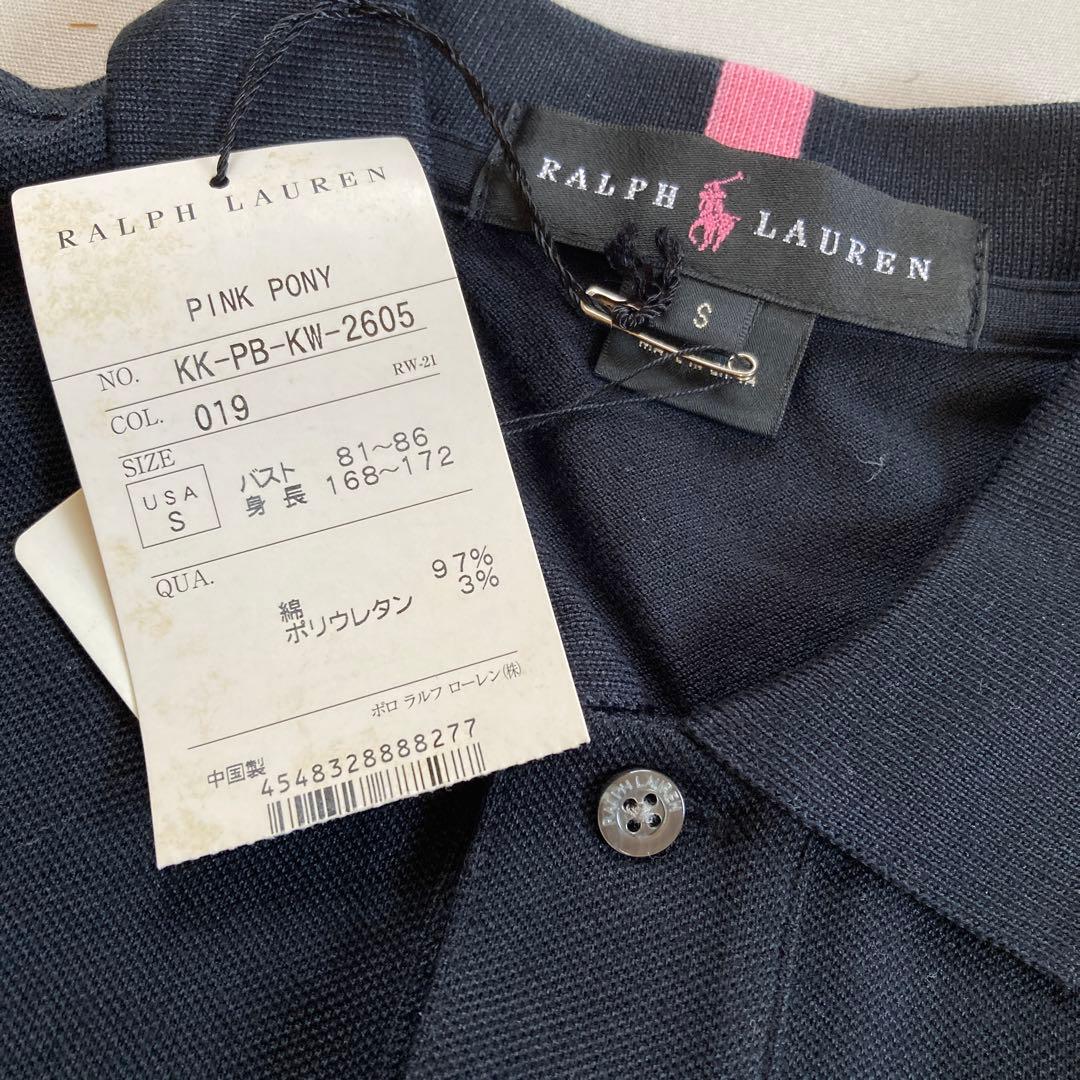 RALPH LAUREN
PINK PONY
NO. KK-PB-KW-2605
RW-21
COL. 019
SIZE
USA
S
バスト 81〜86
身長 168〜172
QUA.
綿 97%
ポリウレタン 3%
ポロ ラルフ ローレン(株)
中国製
4548328888277
RALPH LAUREN
S
RALPH LAUREN